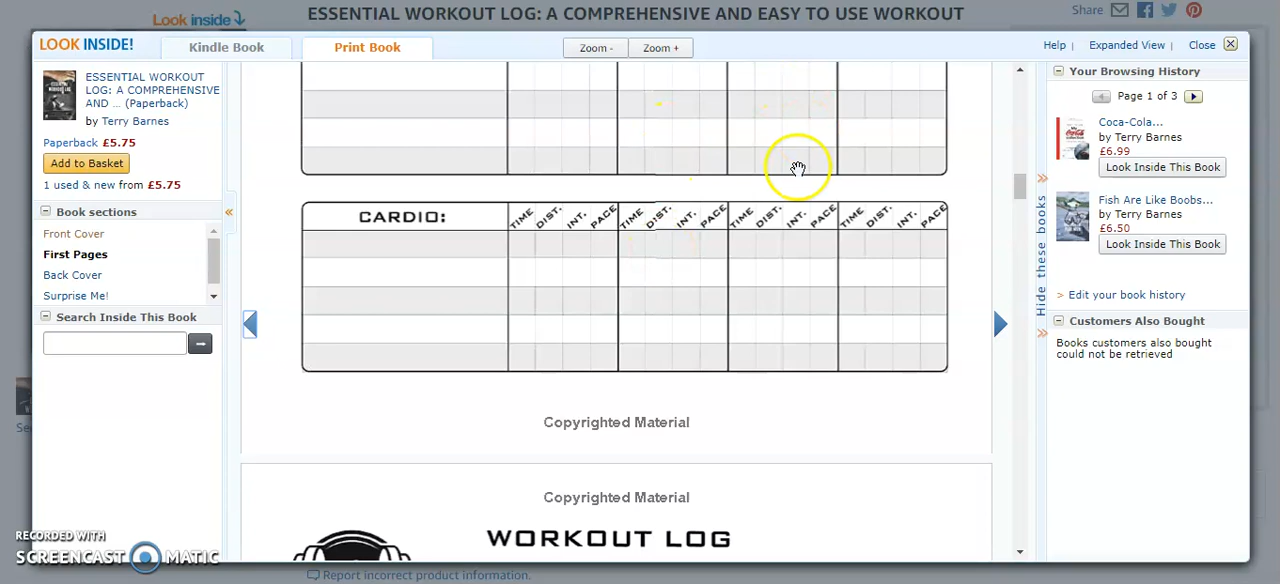 Look inside
ESSENTIAL WORKOUT LOG: A COMPREHENSIVE AND EASY TO USE WORKOUT
Share
LOOK INSIDE!
Kindle Book
Print Book
Zoom -
Zoom +
Help |
Expanded View |
Close
ESSENTIAL WORKOUT
LOG: A COMPREHENSIVE
AND ... (Paperback)
by Terry Barnes
Paperback £5.75
Add to Basket
1 used & new from £5.75
Book sections
Front Cover
First Pages
Back Cover
Surprise Me!
Search Inside This Book
CARDIO:
TIME DIST. INT. PACE TIME DIST. INT. PACE TIME DIST. INT. PACE TIME DIST. INT. PACE
Copyrighted Material
Copyrighted Material
WORKOUT LOG
Hide these books
Your Browsing History
Page 1 of 3
Coca-Cola...
by Terry Barnes
£6.99
Look Inside This Book
Fish Are Like Boobs...
by Terry Barnes
£6.50
Look Inside This Book
> Edit your book history
Customers Also Bought
Books customers also bought
could not be retrieved
RECORDED WITH
SCREENCAST MATIC
Report incorrect product information.